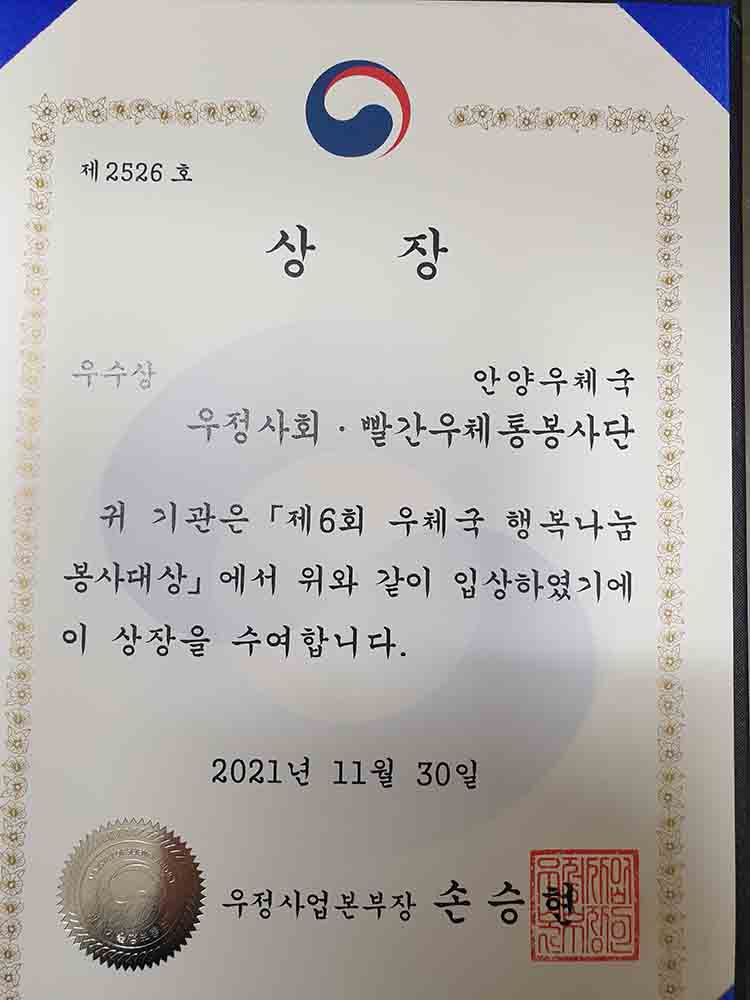 제2526호
상 장
우수상
안양우체국
우정사회·빨간우체통봉사단
귀 기관은 「제6회 우체국 행복나눔
봉사대상」에서 위와 같이 입상하였기에
이 상장을 수여합니다.
2021년 11월 30일
우정사업본부장 손승현